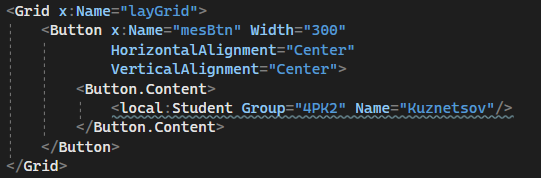 <Grid x:Name="layGrid">
<Button x:Name="mesBtn" Width="300"
HorizontalAlignment="Center"
VerticalAlignment="Center">
<Button.Content>
<local:Student Group="4PK2" Name="Kuznetsov"/>
</Button.Content>
</Button>
</Grid>